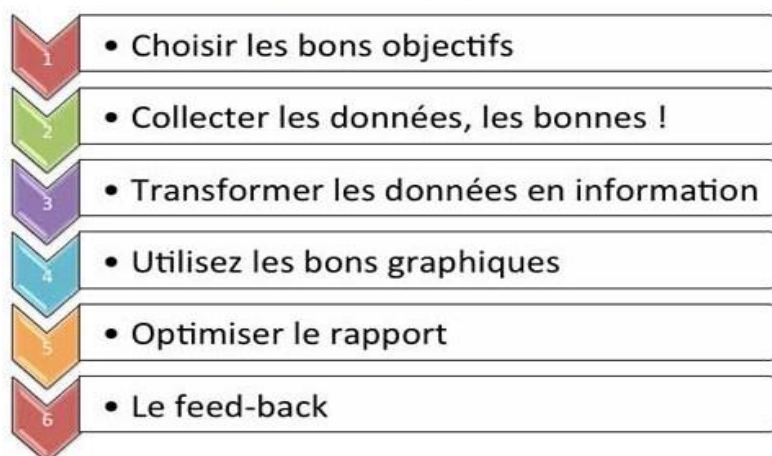 1 • Choisir les bons objectifs
2 • Collecter les données, les bonnes !
3 • Transformer les données en information
4 • Utilisez les bons graphiques
5 • Optimiser le rapport
6 • Le feed-back